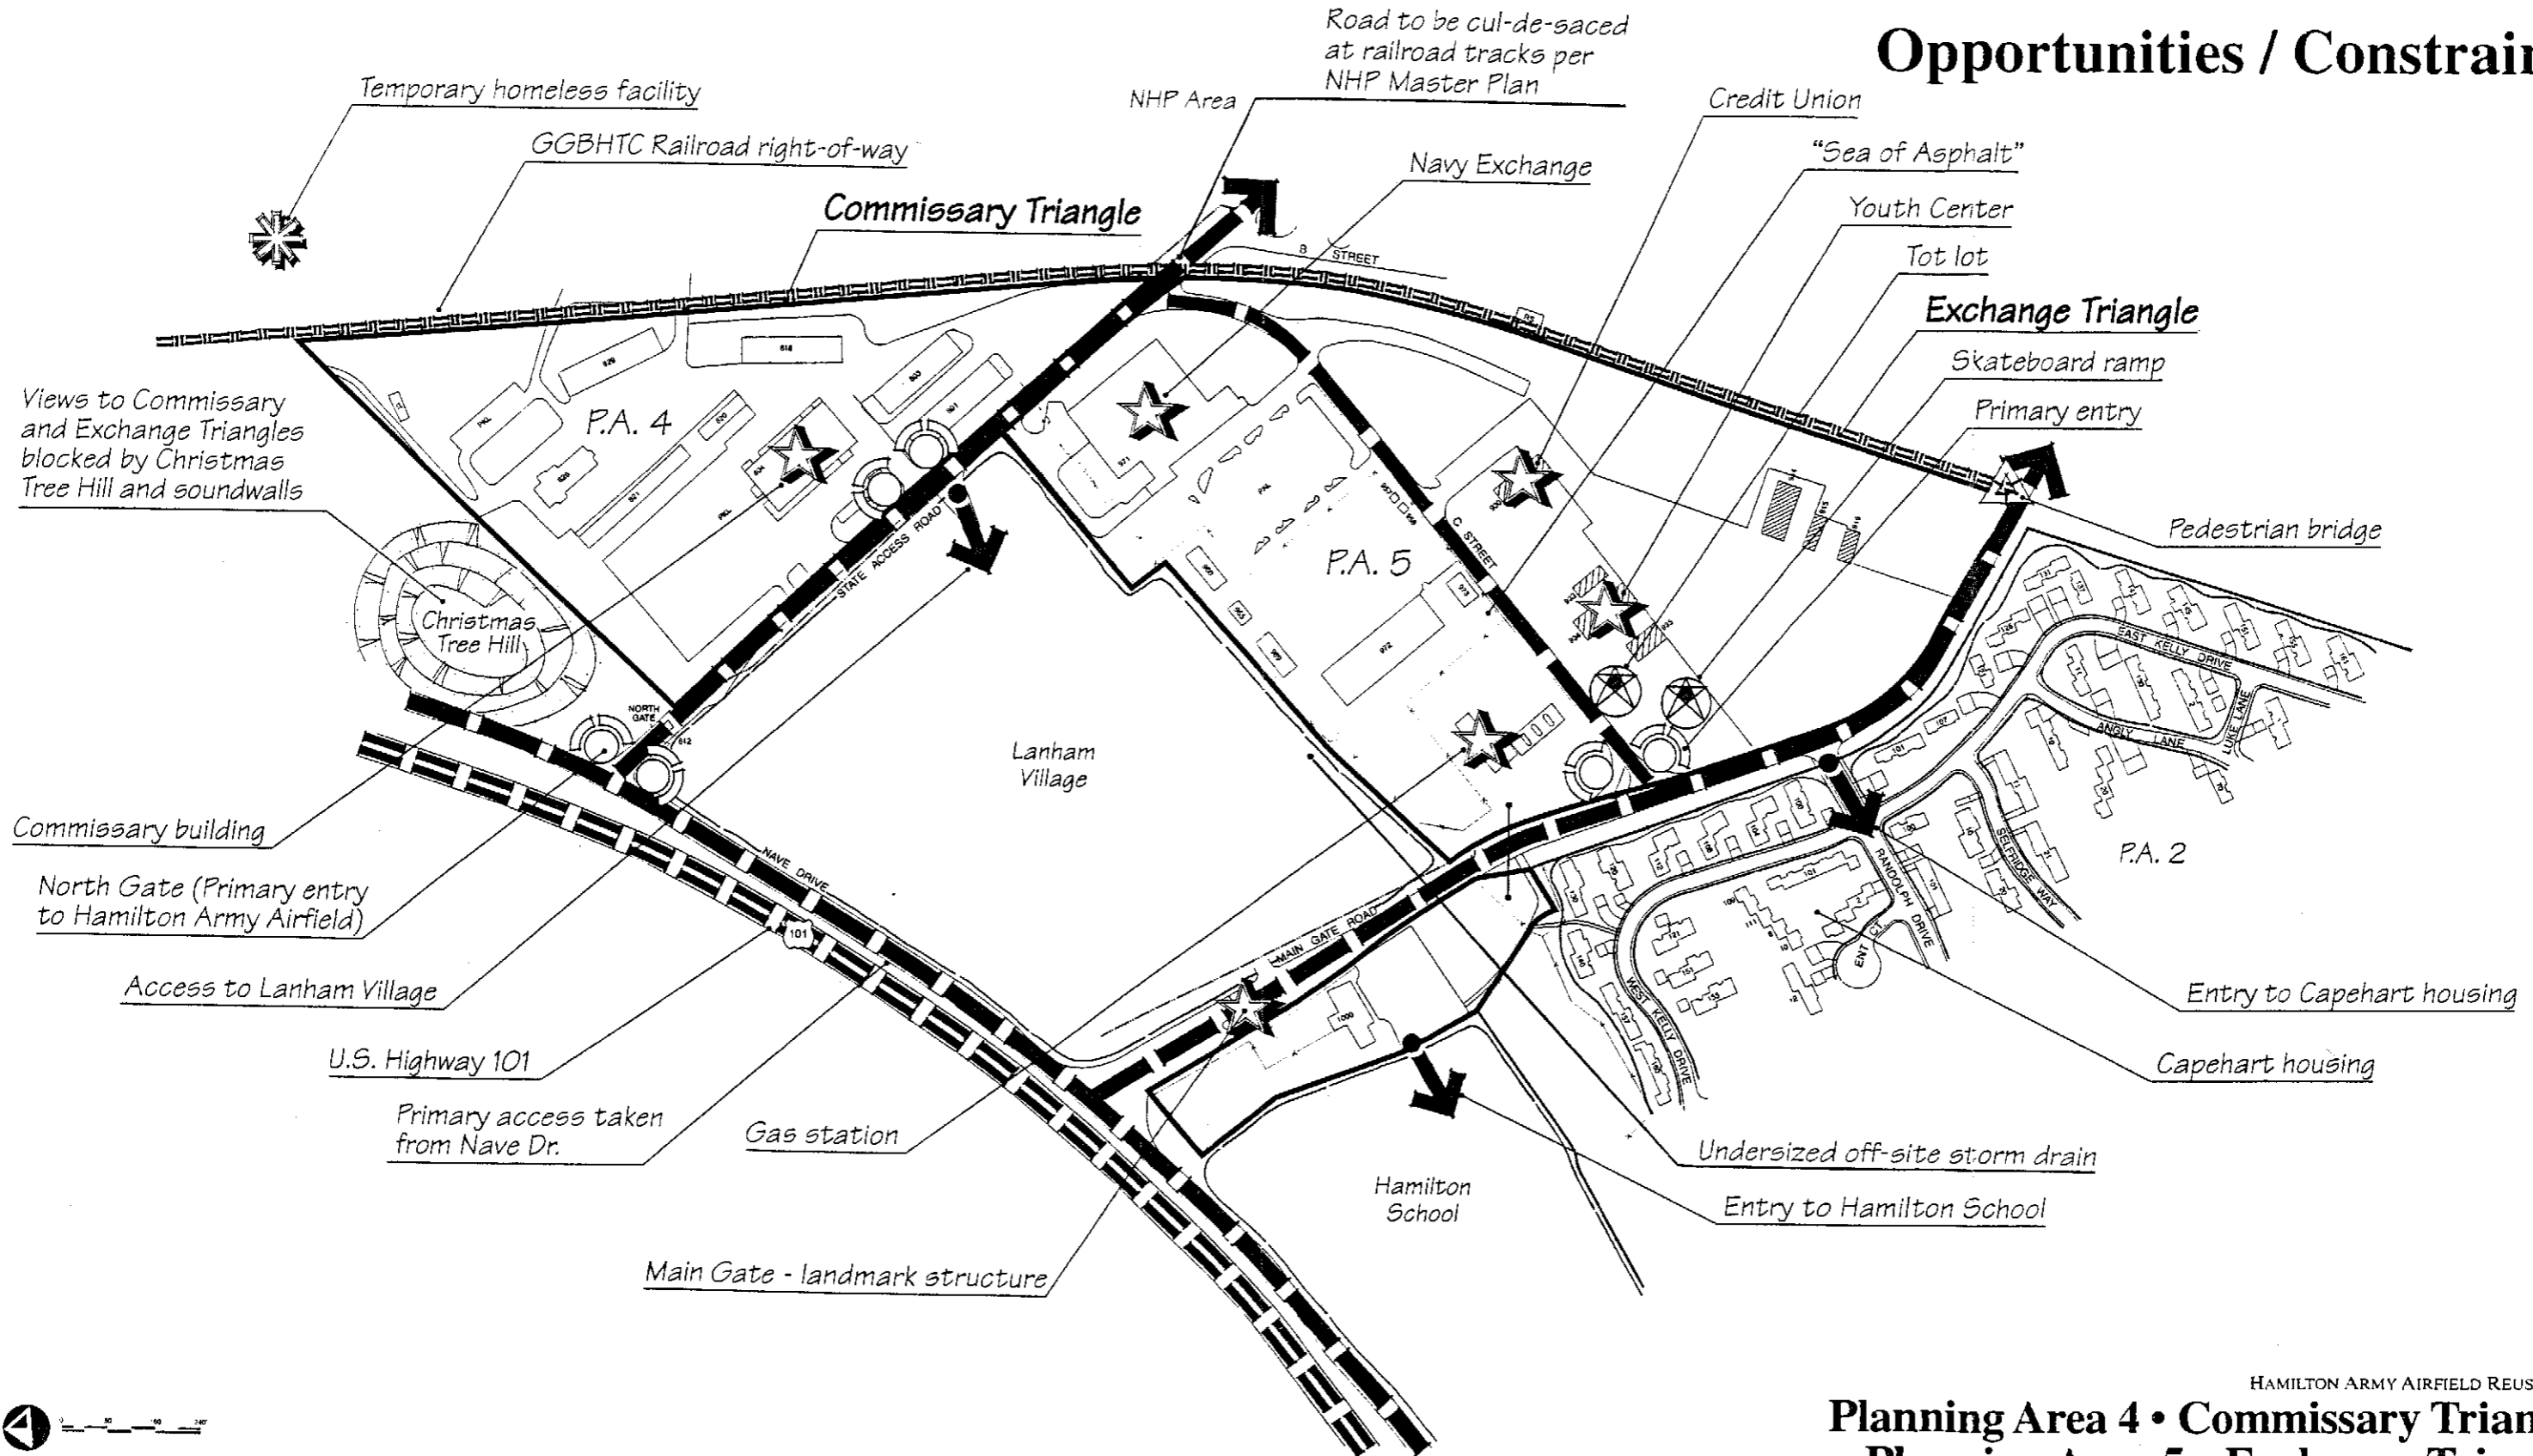 Opportunities / Constrain
Road to be cul-de-saced
at railroad tracks per
NHP Master Plan
Temporary homeless facility
NHP Area
Credit Union
GGBHTC Railroad right-of-way
"Sea of Asphalt"
Navy Exchange
Commissary Triangle
Youth Center
B STREET
Tot lot
Exchange Triangle
Skateboard ramp
Primary entry
Views to Commissary
and Exchange Triangles
blocked by Christmas
Tree Hill and soundwalls
P.A. 4
P.A. 5
C STREET
STATE ACCESS ROAD
Pedestrian bridge
Christmas
Tree Hill
EAST KELLY DRIVE
ANGLY LANE
LUKE LANE
NORTH
GATE
812
Lanham
Village
Commissary building
NAVE DRIVE
P.A. 2
SELFRIDGE WAY
RANDOLPH DRIVE
North Gate (Primary entry
to Hamilton Army Airfield)
101
MAIN GATE ROAD
ENT CT
Access to Lanham Village
Entry to Capehart housing
WEST KELLY DRIVE
1000
U.S. Highway 101
Capehart housing
Primary access taken
from Nave Dr.
Gas station
Undersized off-site storm drain
Hamilton
School
Entry to Hamilton School
Main Gate - landmark structure
HAMILTON ARMY AIRFIELD REUS
Planning Area 4 • Commissary Trian